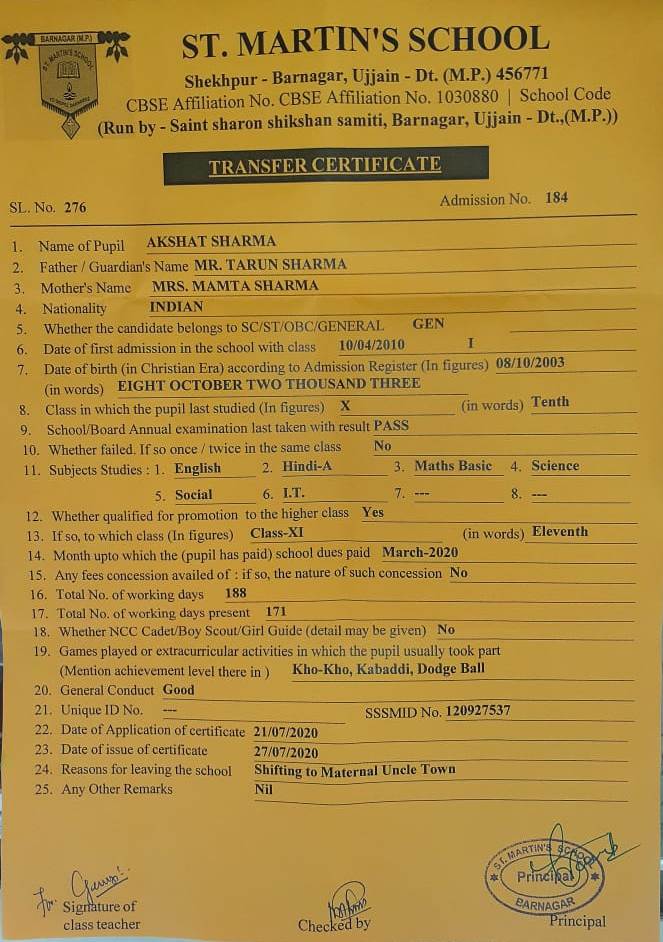 BARNAGAR (M.P.)
ST. MARTIN'S SCHOOL
ST. MARTIN'S SCHOOL
Shekhpur - Barnagar, Ujjain - Dt. (M.P.) 456771
CBSE Affiliation No. CBSE Affiliation No. 1030880 | School Code
(Run by - Saint sharon shikshan samiti, Barnagar, Ujjain - Dt.,(M.P.))
TRANSFER CERTIFICATE
SL. No. 276 Admission No. 184
1. Name of Pupil AKSHAT SHARMA
2. Father / Guardian's Name MR. TARUN SHARMA
3. Mother's Name MRS. MAMTA SHARMA
4. Nationality INDIAN
5. Whether the candidate belongs to SC/ST/OBC/GENERAL GEN
6. Date of first admission in the school with class 10/04/2010 I
7. Date of birth (in Christian Era) according to Admission Register (In figures) 08/10/2003
(in words) EIGHT OCTOBER TWO THOUSAND THREE
8. Class in which the pupil last studied (In figures) X (in words) Tenth
9. School/Board Annual examination last taken with result PASS
10. Whether failed. If so once / twice in the same class No
11. Subjects Studies : 1. English 2. Hindi-A 3. Maths Basic 4. Science
5. Social 6. I.T. 7. --- 8. ---
12. Whether qualified for promotion to the higher class Yes
13. If so, to which class (In figures) Class-XI (in words) Eleventh
14. Month upto which the (pupil has paid) school dues paid March-2020
15. Any fees concession availed of : if so, the nature of such concession No
16. Total No. of working days 188
17. Total No. of working days present 171
18. Whether NCC Cadet/Boy Scout/Girl Guide (detail may be given) No
19. Games played or extracurricular activities in which the pupil usually took part
(Mention achievement level there in ) Kho-Kho, Kabaddi, Dodge Ball
20. General Conduct Good
21. Unique ID No. --- SSSMID No. 120927537
22. Date of Application of certificate 21/07/2020
23. Date of issue of certificate 27/07/2020
24. Reasons for leaving the school Shifting to Maternal Uncle Town
25. Any Other Remarks Nil
ST. MARTIN'S SCHOOL
Principal
BARNAGAR
For
Signature of
class teacher
Checked by
Principal